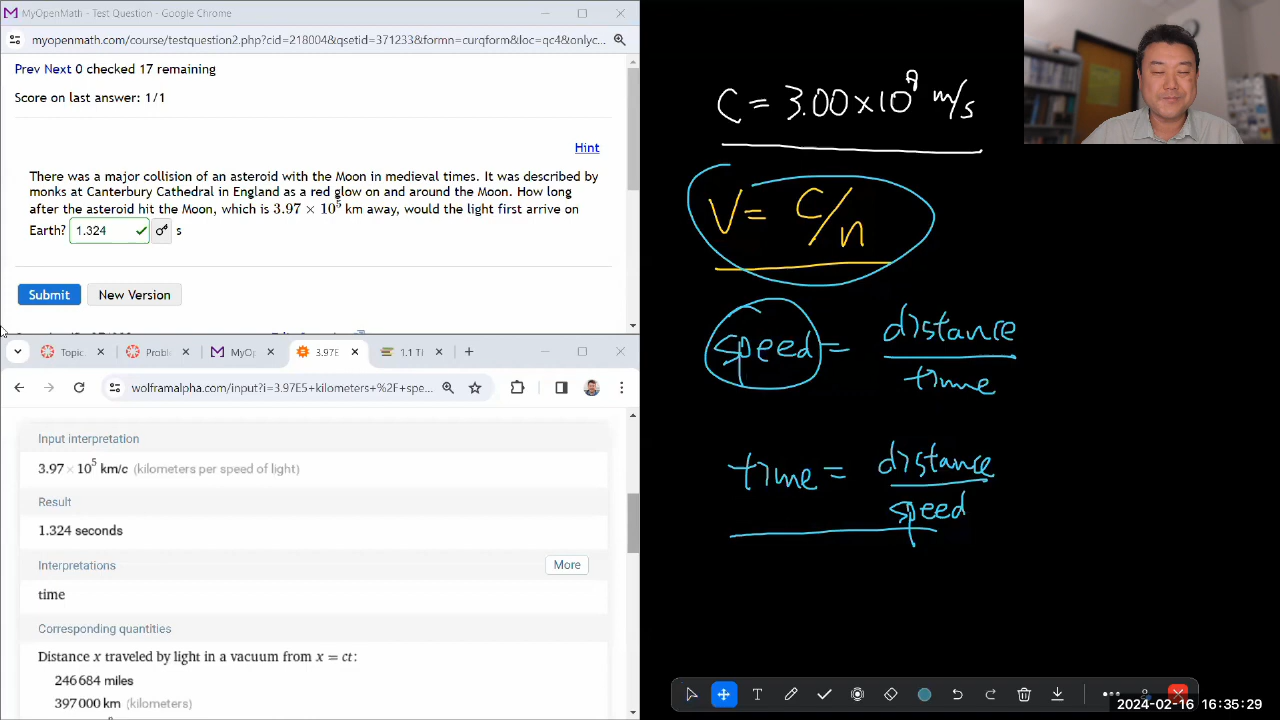 MyOpenMath - Test Question - Google Chrome
myopenmath.com/course/testquestion2.php?cid=218004&qsetid=371233&formn=curqform&loc=qc4&onlyc...
Prev Next 0 checked 17 remaining
Score on last answer: 1/1
Hint
There was a major collision of an asteroid with the Moon in medieval times. It was described by
monks at Canterbury Cathedral in England as a red glow on and around the Moon. How long
after the asteroid hit the Moon, which is 3.97 × 10⁵ km away, would the light first arrive on
Earth? 1.324 s
Submit New Version
Topic Proble MyOp 3.97E 1.1 Ti
wolframalpha.com/input?i=3.97E5+kilometers+%2F+spe...
Input interpretation
3.97 × 10⁵ km/c (kilometers per speed of light)
Result
1.324 seconds
Interpretations More
time
Corresponding quantities
Distance x traveled by light in a vacuum from x = ct:
246 684 miles
397 000 km (kilometers)
C = 3.00×10⁸ m/s
V = C/n
speed = distance
time
time = distance
speed
2024-02-16 16:35:29